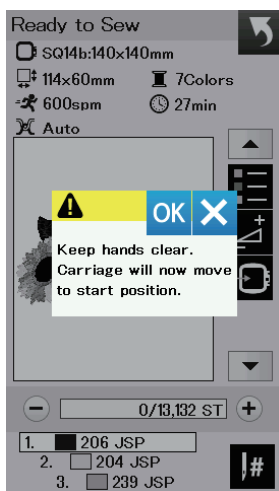 Ready to Sew
SQ14b:140x140mm
114x60mm 7Colors
600spm 27min
Auto
OK
Keep hands clear.
Carriage will now move
to start position.
0/13,132 ST
1. 206 JSP
2. 204 JSP
3. 239 JSP
#